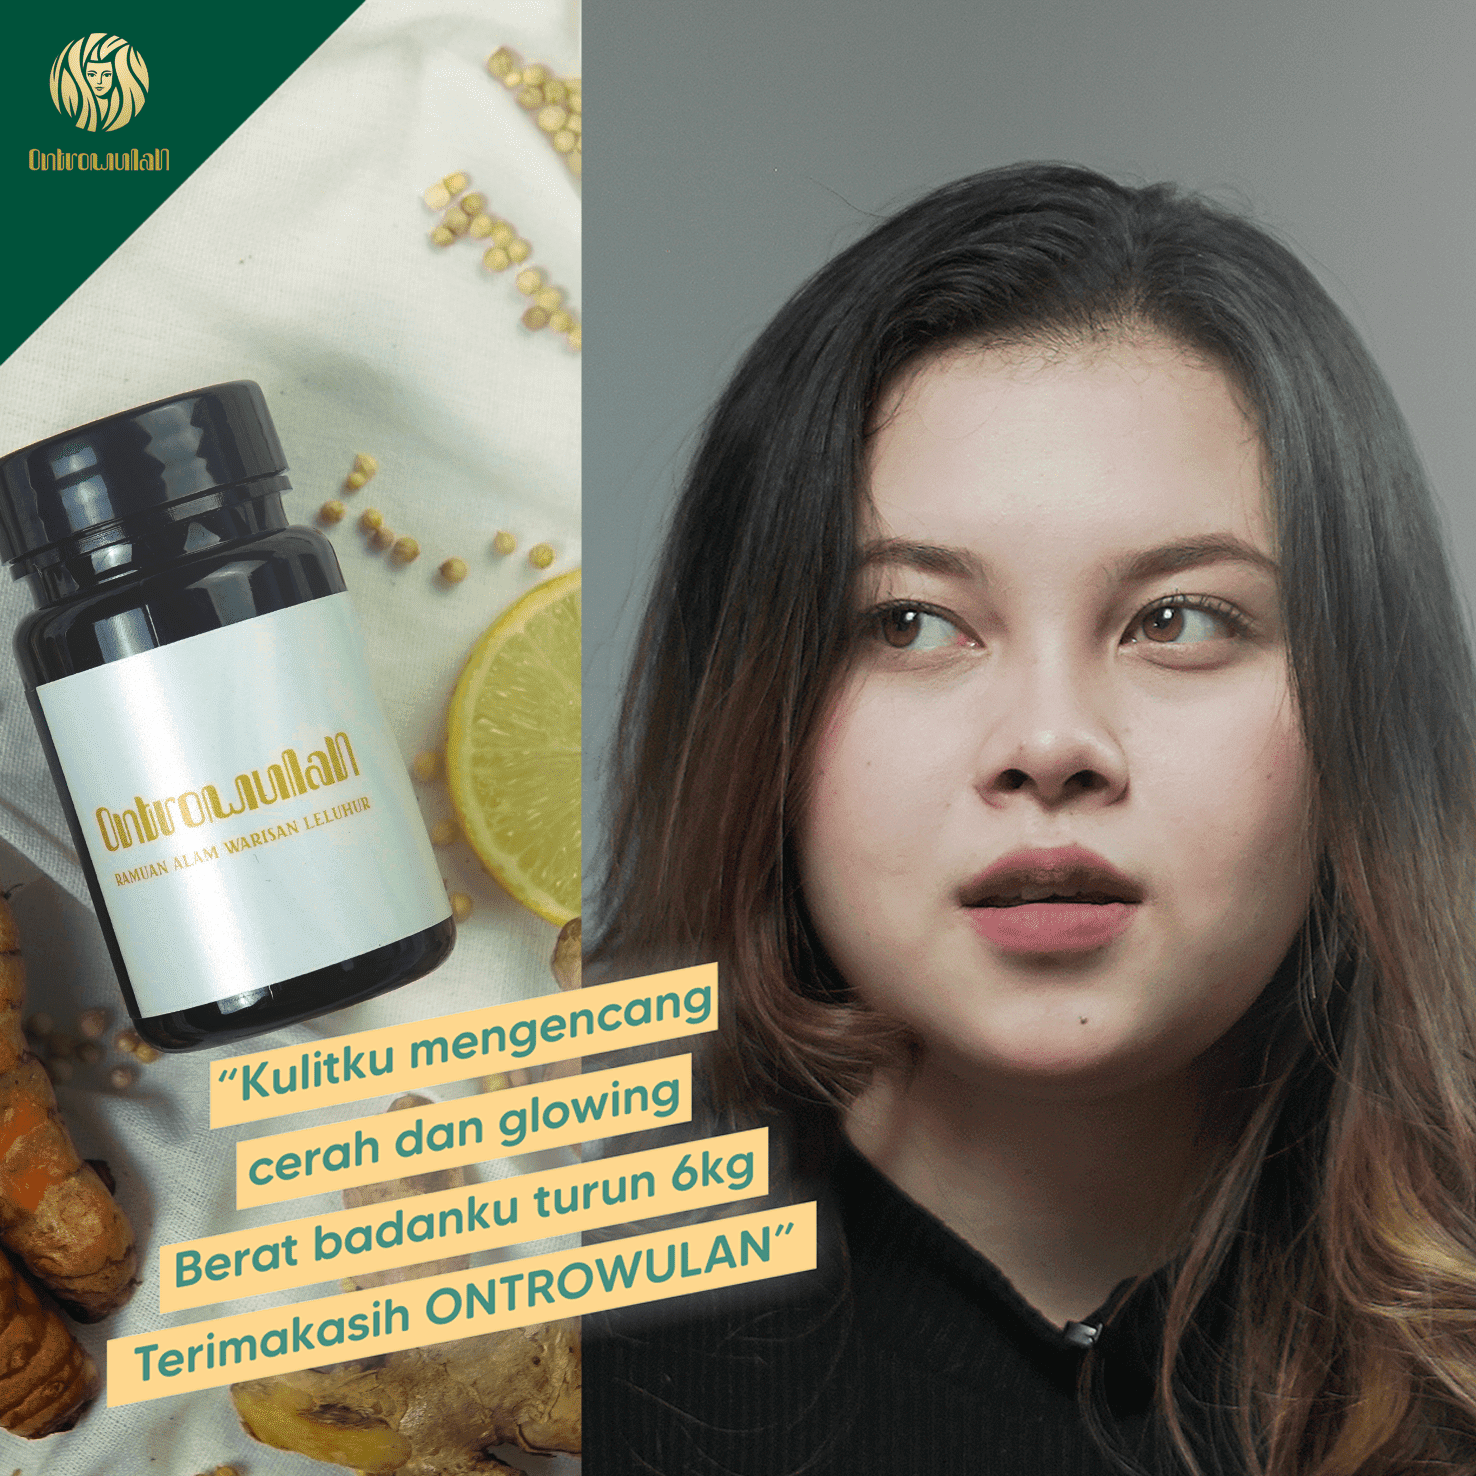 Ontrowulan
Ontrowulan
RAMUAN ALAM WARISAN LELUHUR
“Kulitku mengencang
cerah dan glowing
Berat badanku turun 6kg
Terimakasih ONTROWULAN”